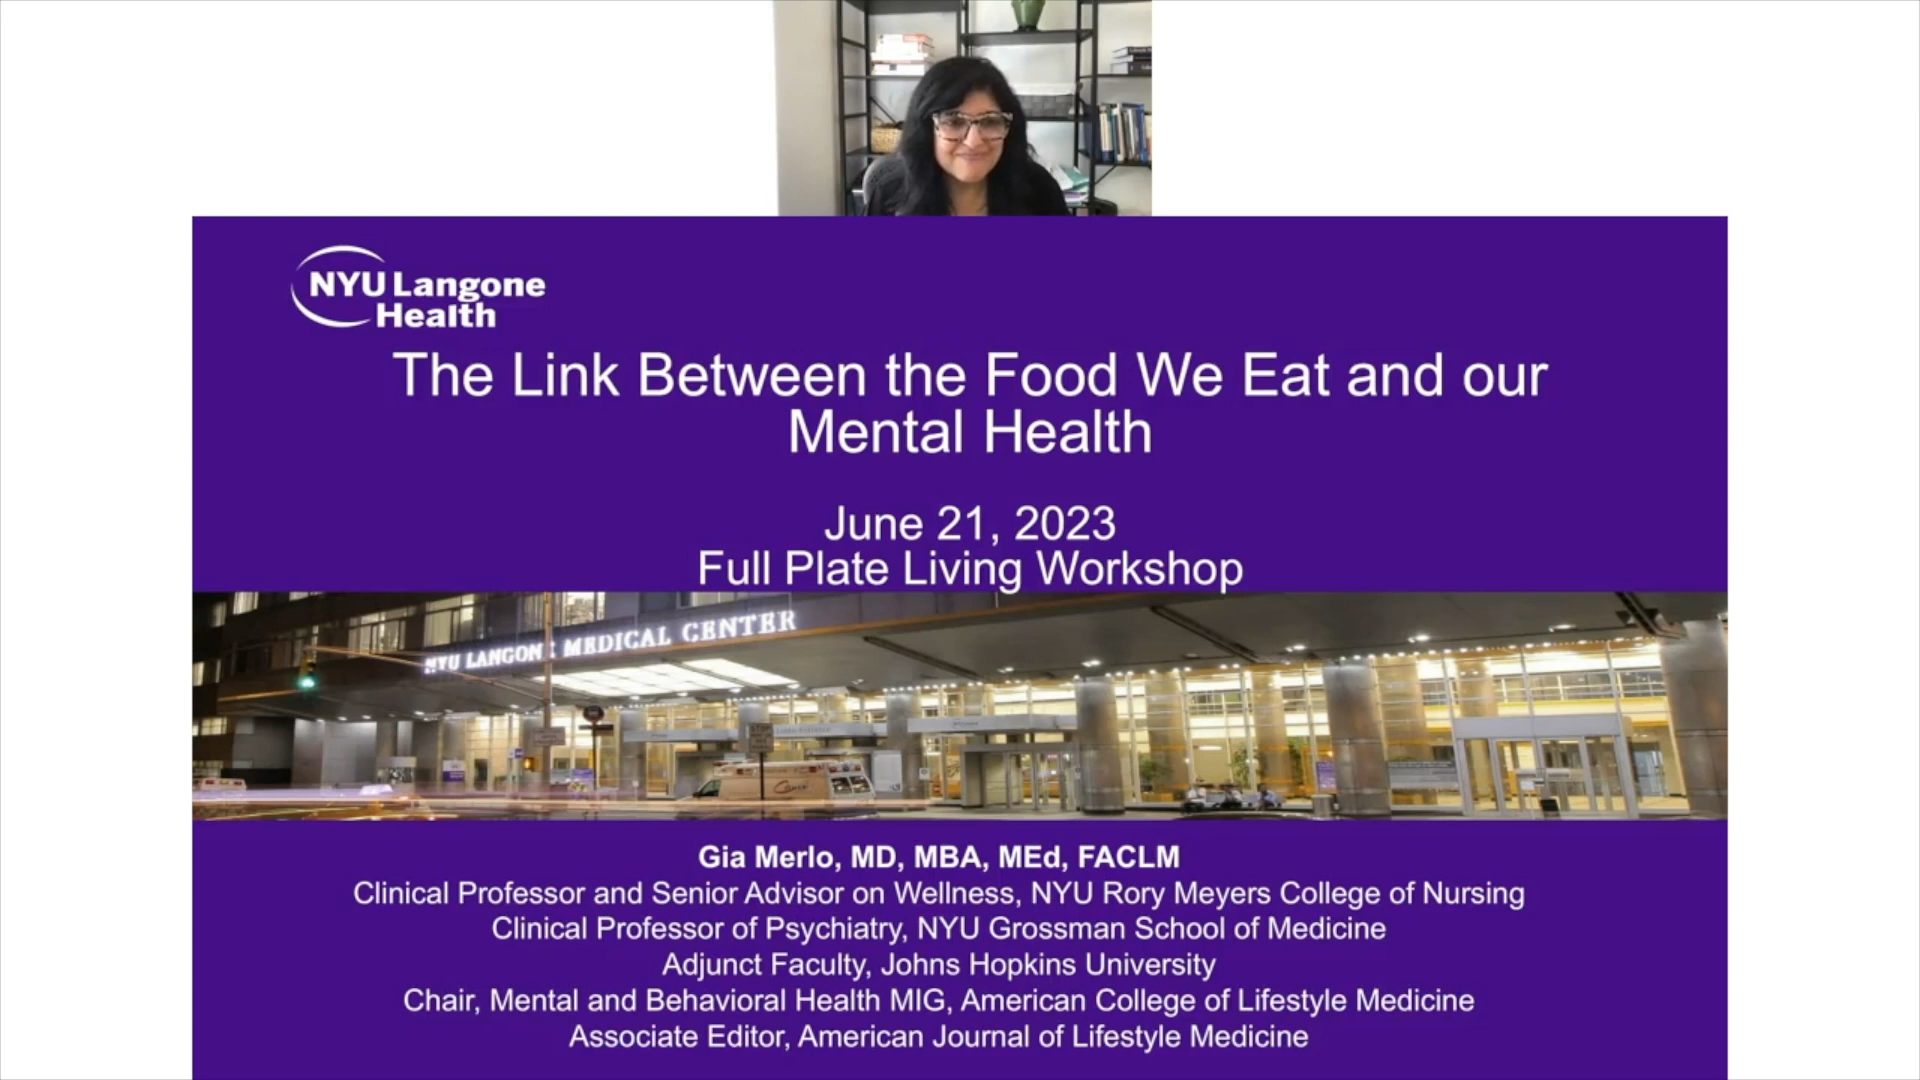 NYU Langone
Health
The Link Between the Food We Eat and our
Mental Health
June 21, 2023
Full Plate Living Workshop
NYU LANGONE MEDICAL CENTER
STOP
Gia Merlo, MD, MBA, MEd, FACLM
Clinical Professor and Senior Advisor on Wellness, NYU Rory Meyers College of Nursing
Clinical Professor of Psychiatry, NYU Grossman School of Medicine
Adjunct Faculty, Johns Hopkins University
Chair, Mental and Behavioral Health MIG, American College of Lifestyle Medicine
Associate Editor, American Journal of Lifestyle Medicine